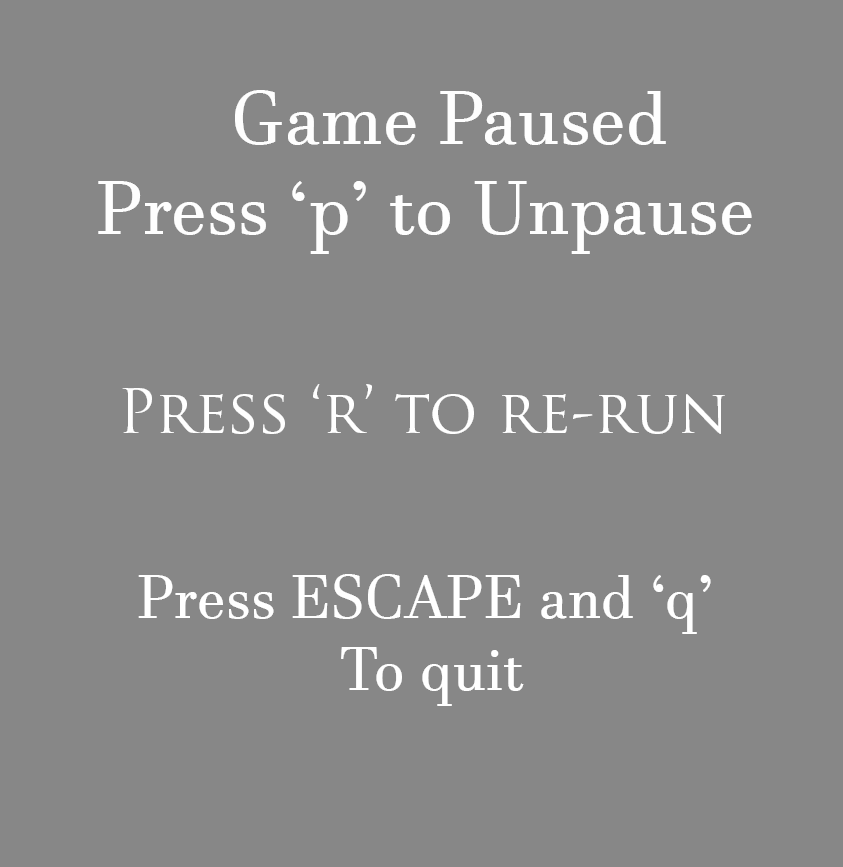 Game Paused
Press ‘p’ to Unpause
Press ‘r’ to re-run
Press ESCAPE and ‘q’
To quit